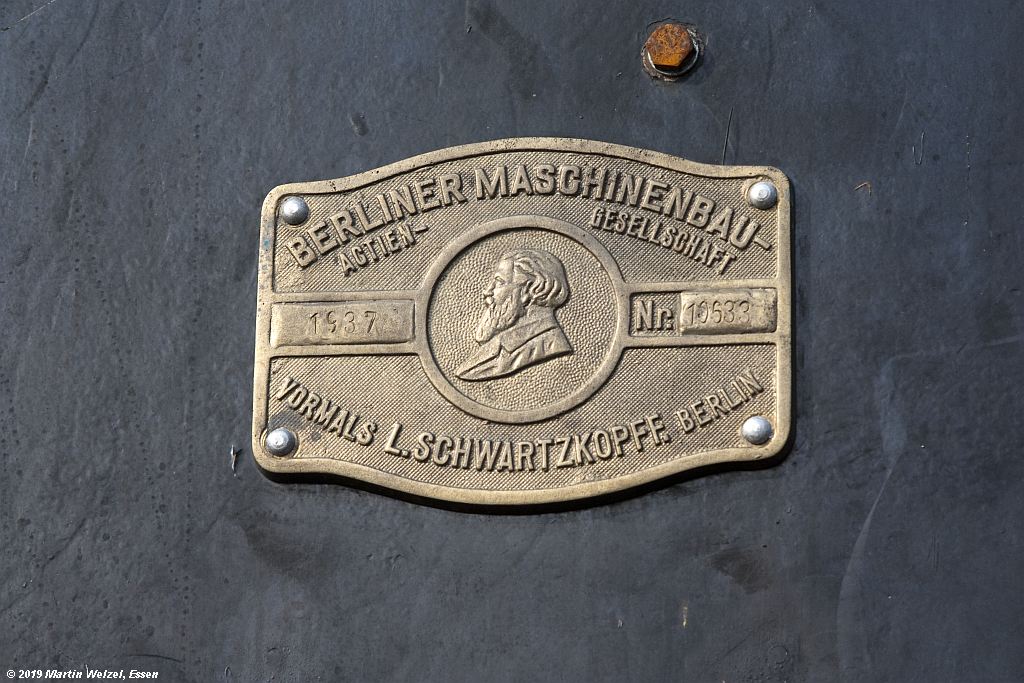 BERLINER MASCHINENBAU-
ACTIEN- GESELLSCHAFT
1937 Nr. 10633
VORMALS L. SCHWARTZKOPFF. BERLIN
© 2019 Martin Welzel, Essen